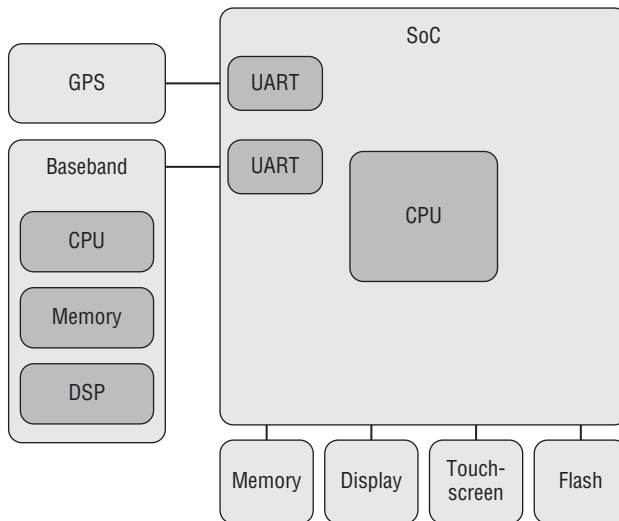 SoC
GPS
UART
Baseband
UART
CPU
CPU
Memory
DSP
Memory
Display
Touch-
screen
Flash